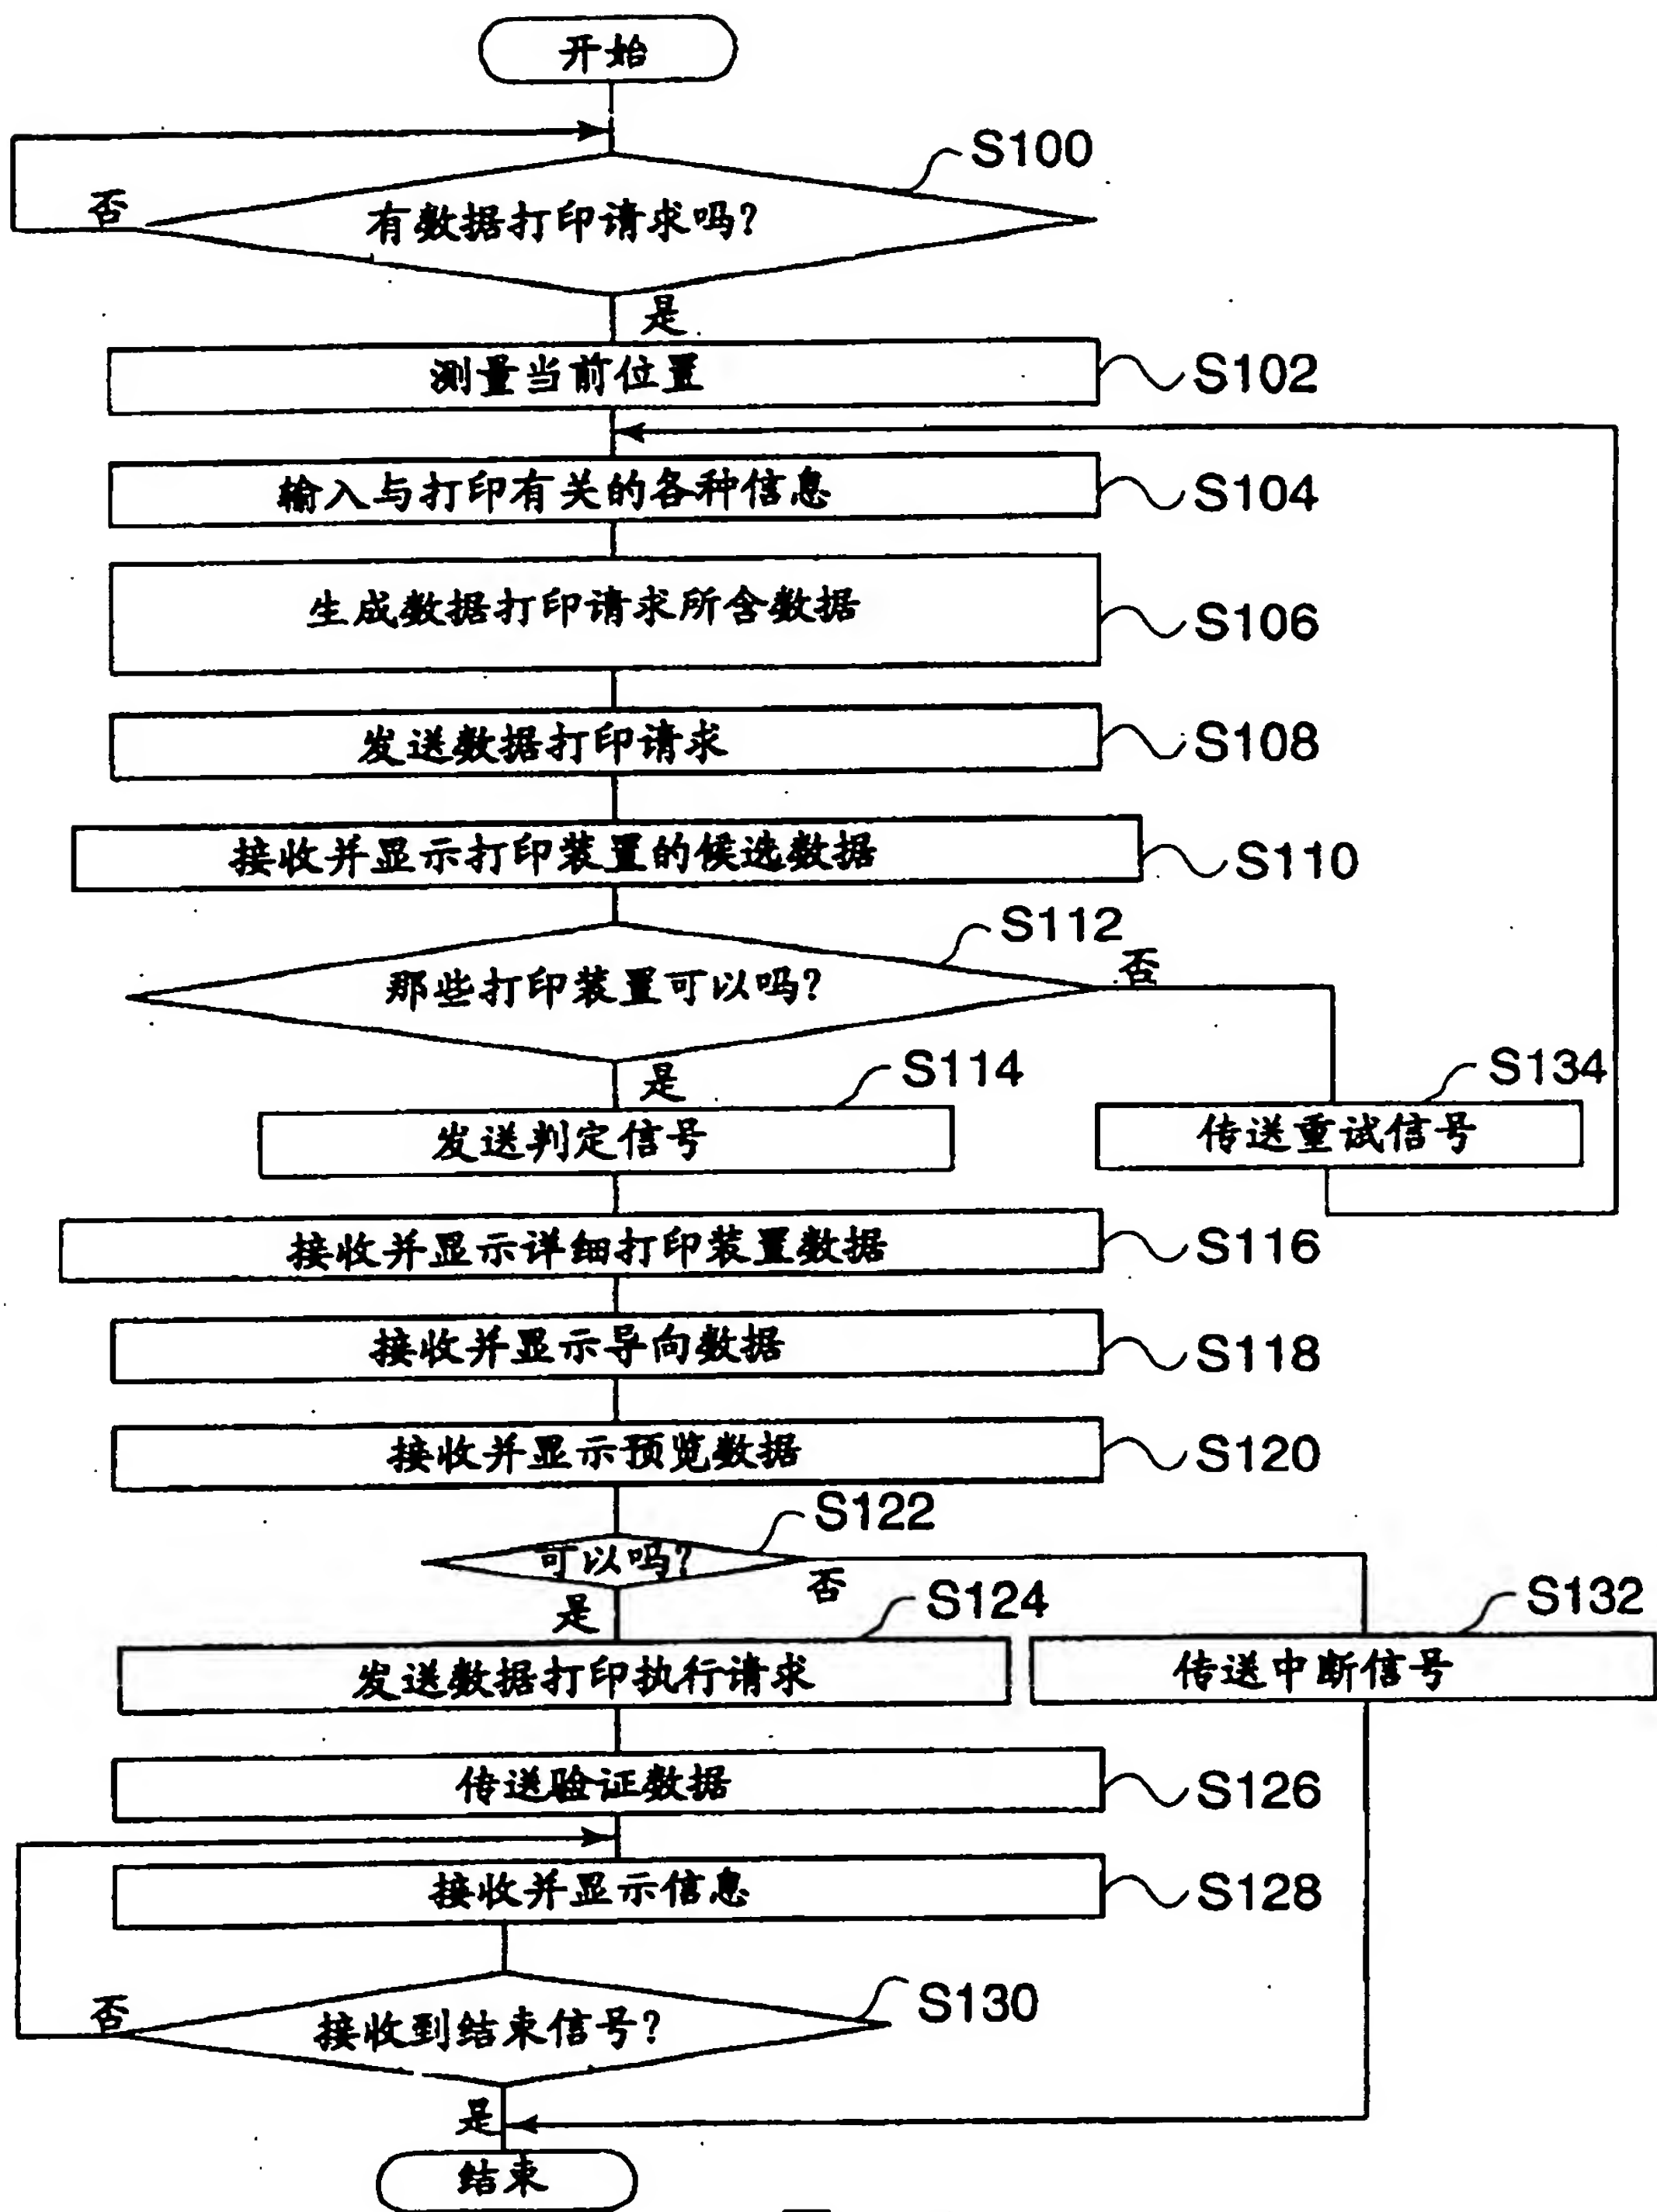 开始
S100
否
有数据打印请求吗?
是
测量当前位置
S102
输入与打印有关的各种信息
S104
生成数据打印请求所含数据
S106
发送数据打印请求
S108
接收并显示打印装置的候选数据
S110
S112
那些打印装置可以吗?
否
是
S114
S134
发送判定信号
传送重试信号
接收并显示详细打印装置数据
S116
接收并显示导向数据
S118
接收并显示预览数据
S120
S122
可以吗?
否
是
S124
S132
发送数据打印执行请求
传送中断信号
传送验证数据
S126
接收并显示信息
S128
S130
否
接收到结束信号?
是
结束